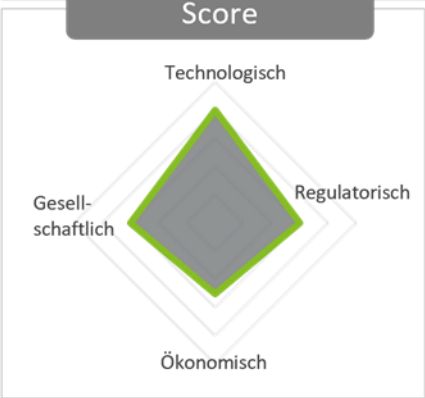 Score
Technologisch
Regulatorisch
Gesell-
schaftlich
Ökonomisch